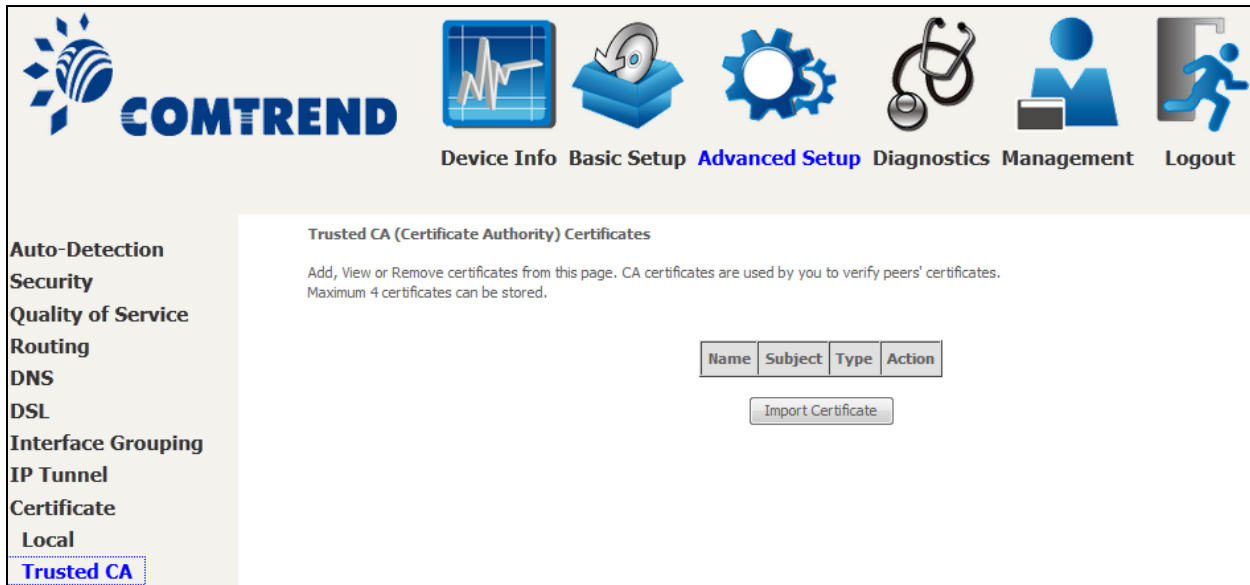 COMTREND
Device Info Basic Setup Advanced Setup Diagnostics Management Logout
Auto-Detection
Security
Quality of Service
Routing
DNS
DSL
Interface Grouping
IP Tunnel
Certificate
Local
Trusted CA
Trusted CA (Certificate Authority) Certificates
Add, View or Remove certificates from this page. CA certificates are used by you to verify peers' certificates.
Maximum 4 certificates can be stored.
Name Subject Type Action
Import Certificate